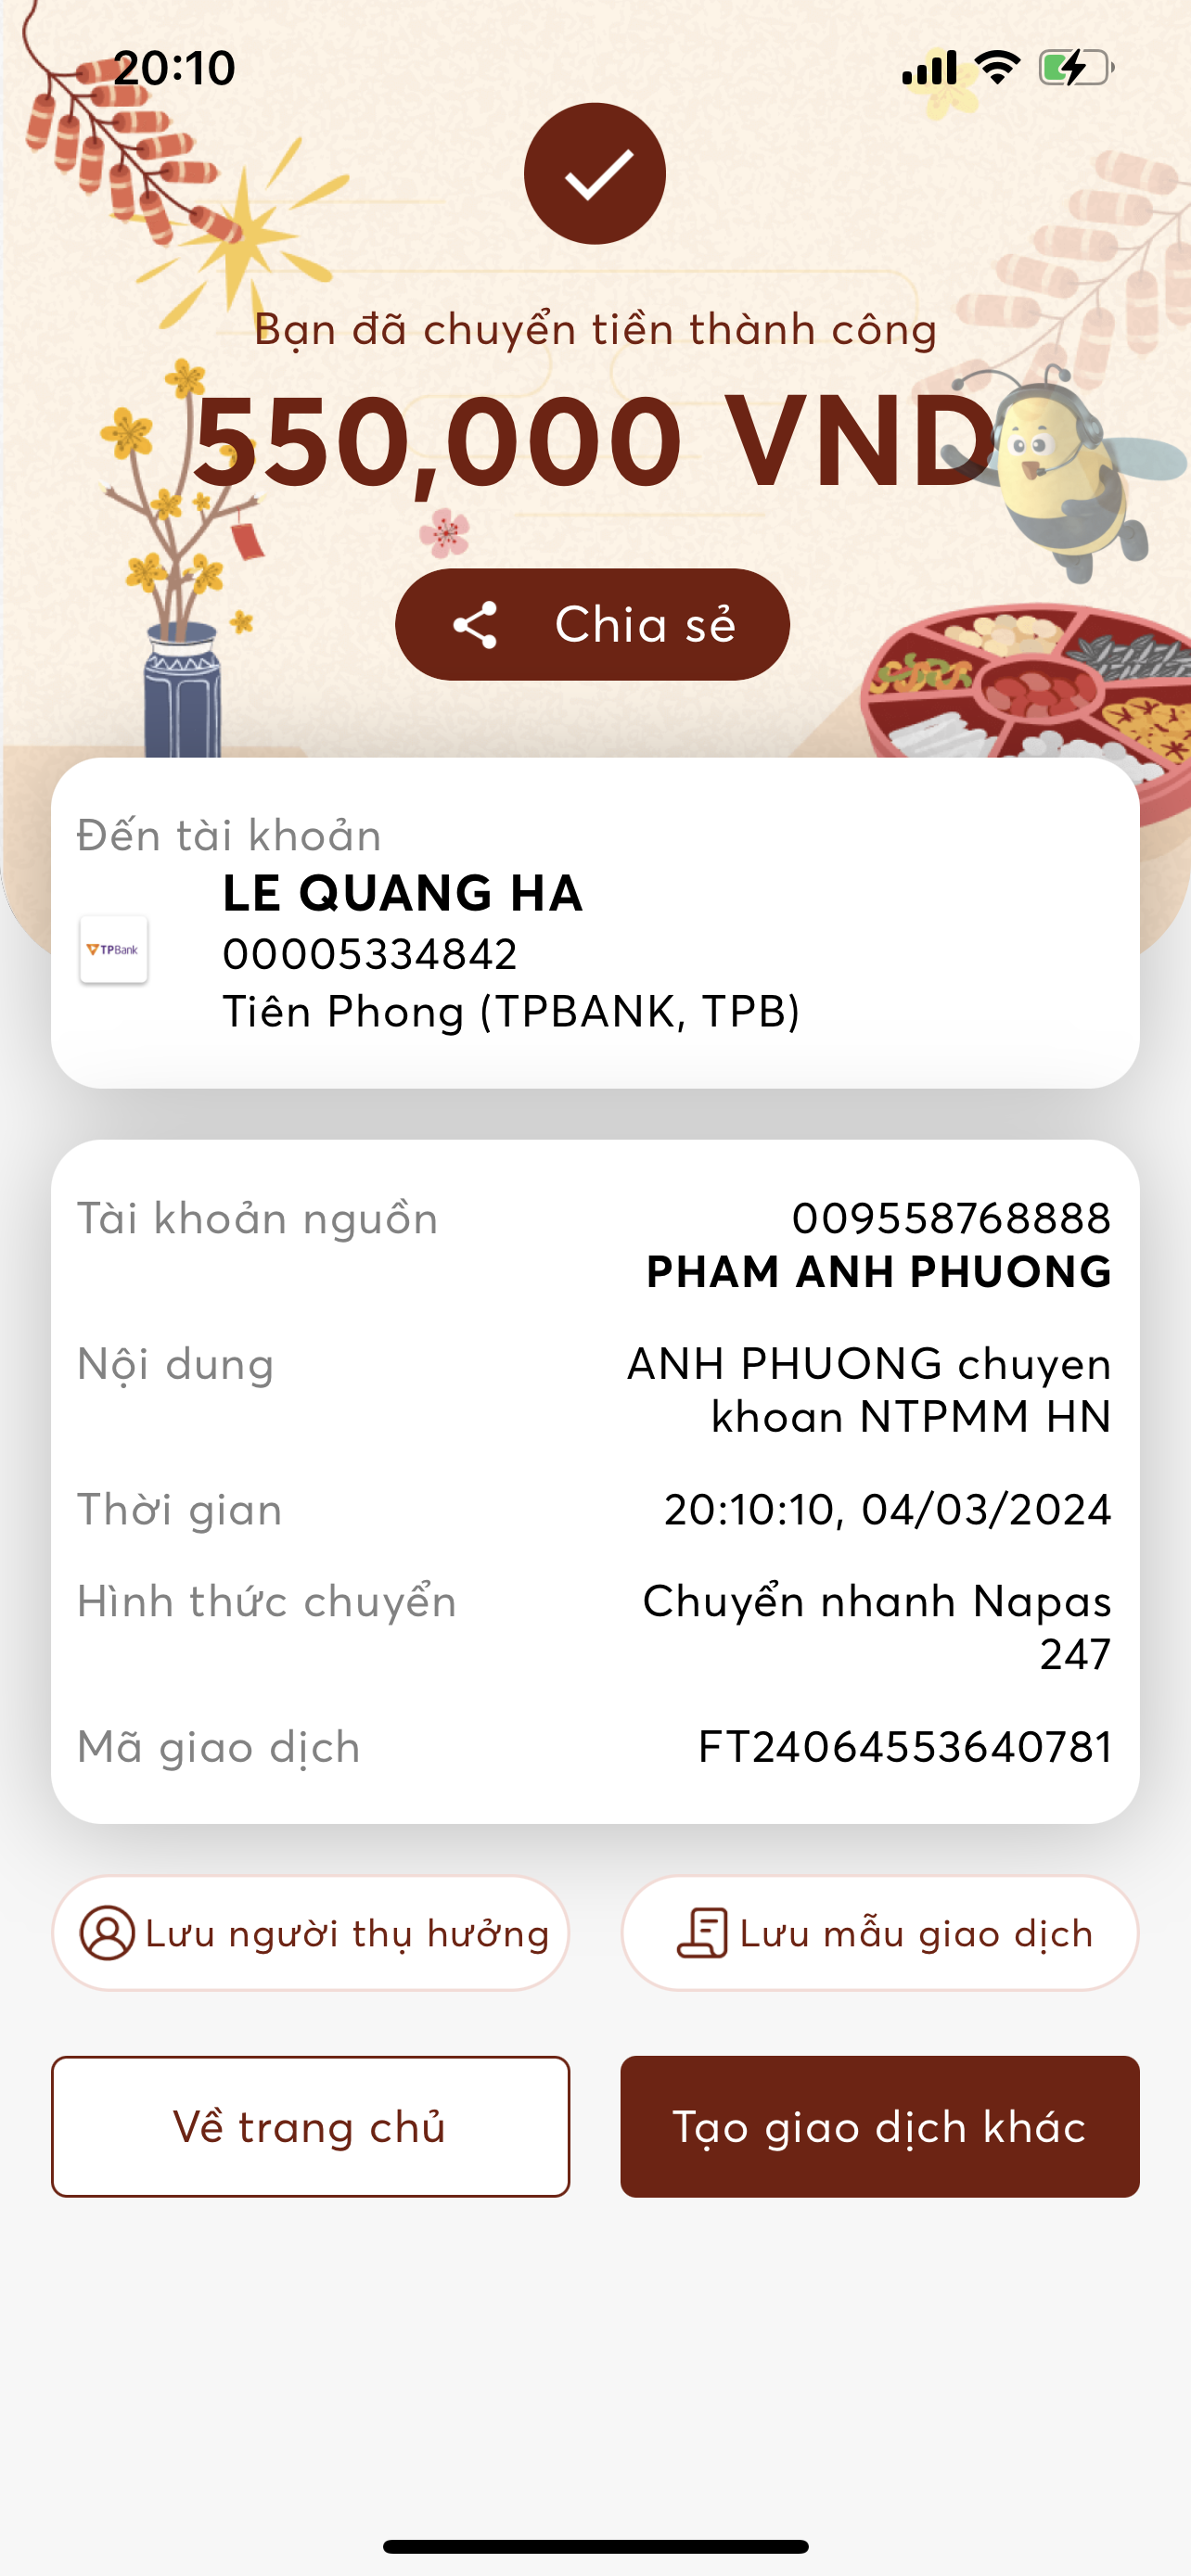 20:10
Bạn đã chuyển tiền thành công
550,000 VND
Chia sẻ
Đến tài khoản
LE QUANG HA
TPBank
00005334842
Tiên Phong (TPBANK, TPB)
Tài khoản nguồn
009558768888
PHAM ANH PHUONG
Nội dung
ANH PHUONG chuyen
khoan NTPMM HN
Thời gian
20:10:10, 04/03/2024
Hình thức chuyển
Chuyển nhanh Napas
247
Mã giao dịch
FT24064553640781
Lưu người thụ hưởng
Lưu mẫu giao dịch
Về trang chủ
Tạo giao dịch khác